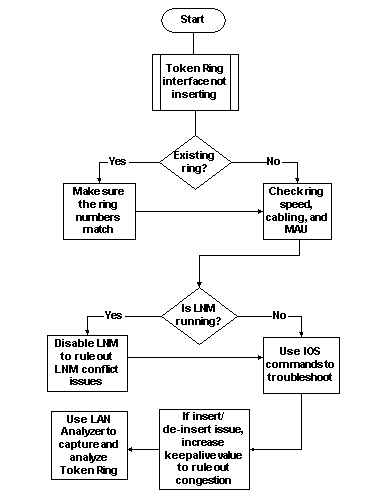 Start
Token Ring
interface not
inserting
Existing
ring?
Yes
No
Make sure
the ring
numbers
match
Check ring
speed,
cabling, and
MAU
Is LNM
running?
Yes
No
Disable LNM
to rule out
LNM conflict
issues
Use IOS
commands to
troubleshoot
If insert/
de-insert issue,
increase
keepalive value
to rule out
congestion
Use LAN
Analyzer to
capture and
analyze
Token Ring